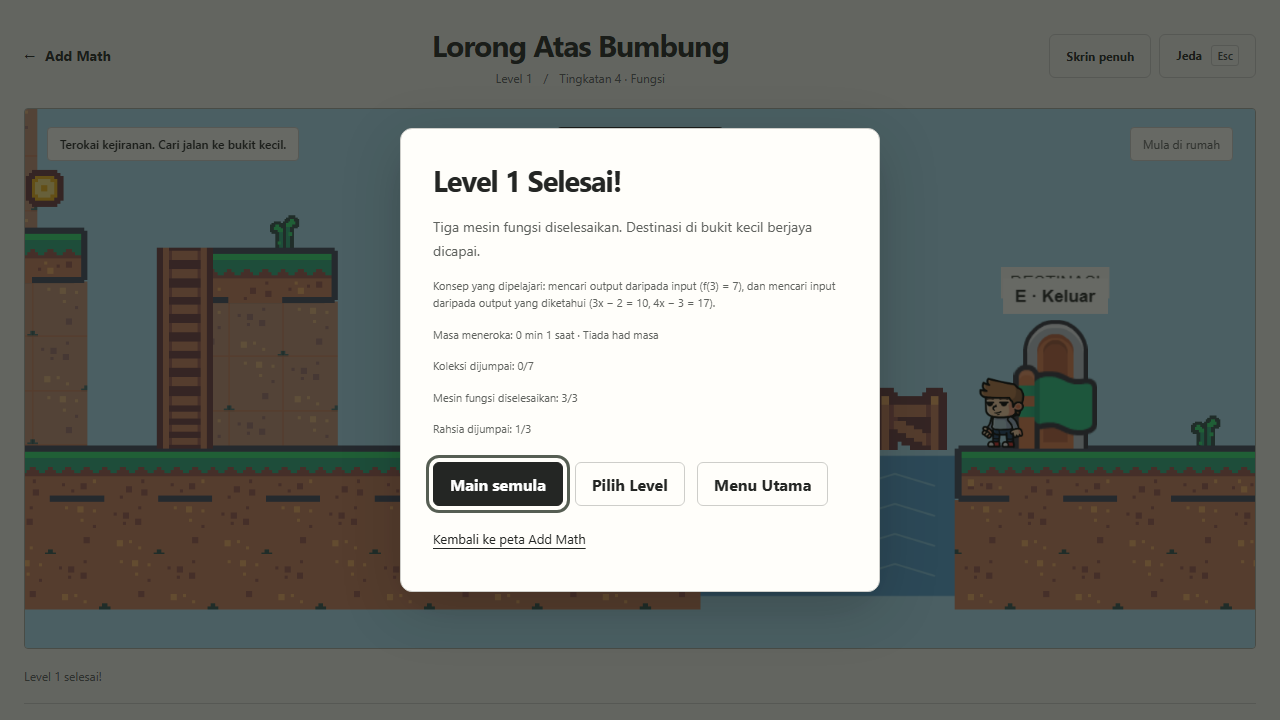 ← Add Math
Lorong Atas Bumbung
Level 1 / Tingkatan 4 · Fungsi
Skrin penuh
Jeda Esc
Terokai kejiranan. Cari jalan ke bukit kecil.
Mula di rumah
Level 1 Selesai!
Tiga mesin fungsi diselesaikan. Destinasi di bukit kecil berjaya
dicapai.
Konsep yang dipelajari: mencari output daripada input (f(3) = 7), dan mencari input
daripada output yang diketahui (3x − 2 = 10, 4x − 3 = 17).
Masa meneroka: 0 min 1 saat · Tiada had masa
Koleksi dijumpai: 0/7
Mesin fungsi diselesaikan: 3/3
Rahsia dijumpai: 1/3
Main semula
Pilih Level
Menu Utama
Kembali ke peta Add Math
E · Keluar
Level 1 selesai!